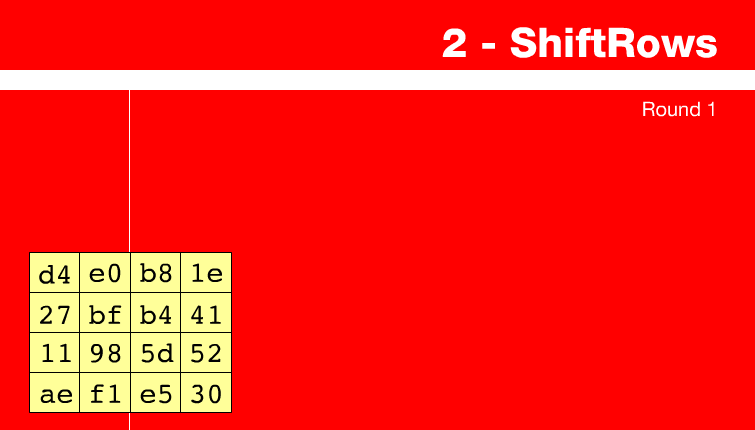 2 - ShiftRows
Round 1
d4 e0 b8 1e
27 bf b4 41
11 98 5d 52
ae f1 e5 30